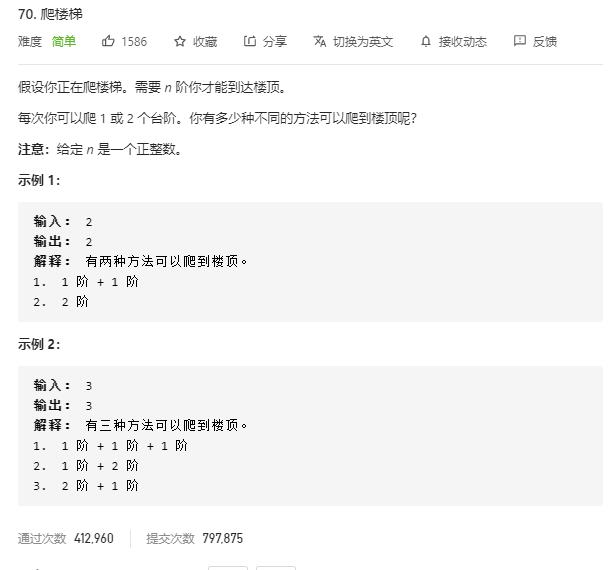 70. 爬楼梯
难度 简单 1586 收藏 分享 切换为英文 接收动态 反馈
假设你正在爬楼梯。需要 n 阶你才能到达楼顶。
每次你可以爬 1 或 2 个台阶。你有多少种不同的方法可以爬到楼顶呢？
注意：给定 n 是一个正整数。
示例 1：
输入： 2
输出： 2
解释： 有两种方法可以爬到楼顶。
1. 1 阶 + 1 阶
2. 2 阶
示例 2：
输入： 3
输出： 3
解释： 有三种方法可以爬到楼顶。
1. 1 阶 + 1 阶 + 1 阶
2. 1 阶 + 2 阶
3. 2 阶 + 1 阶
通过次数 412,960 提交次数 797,875